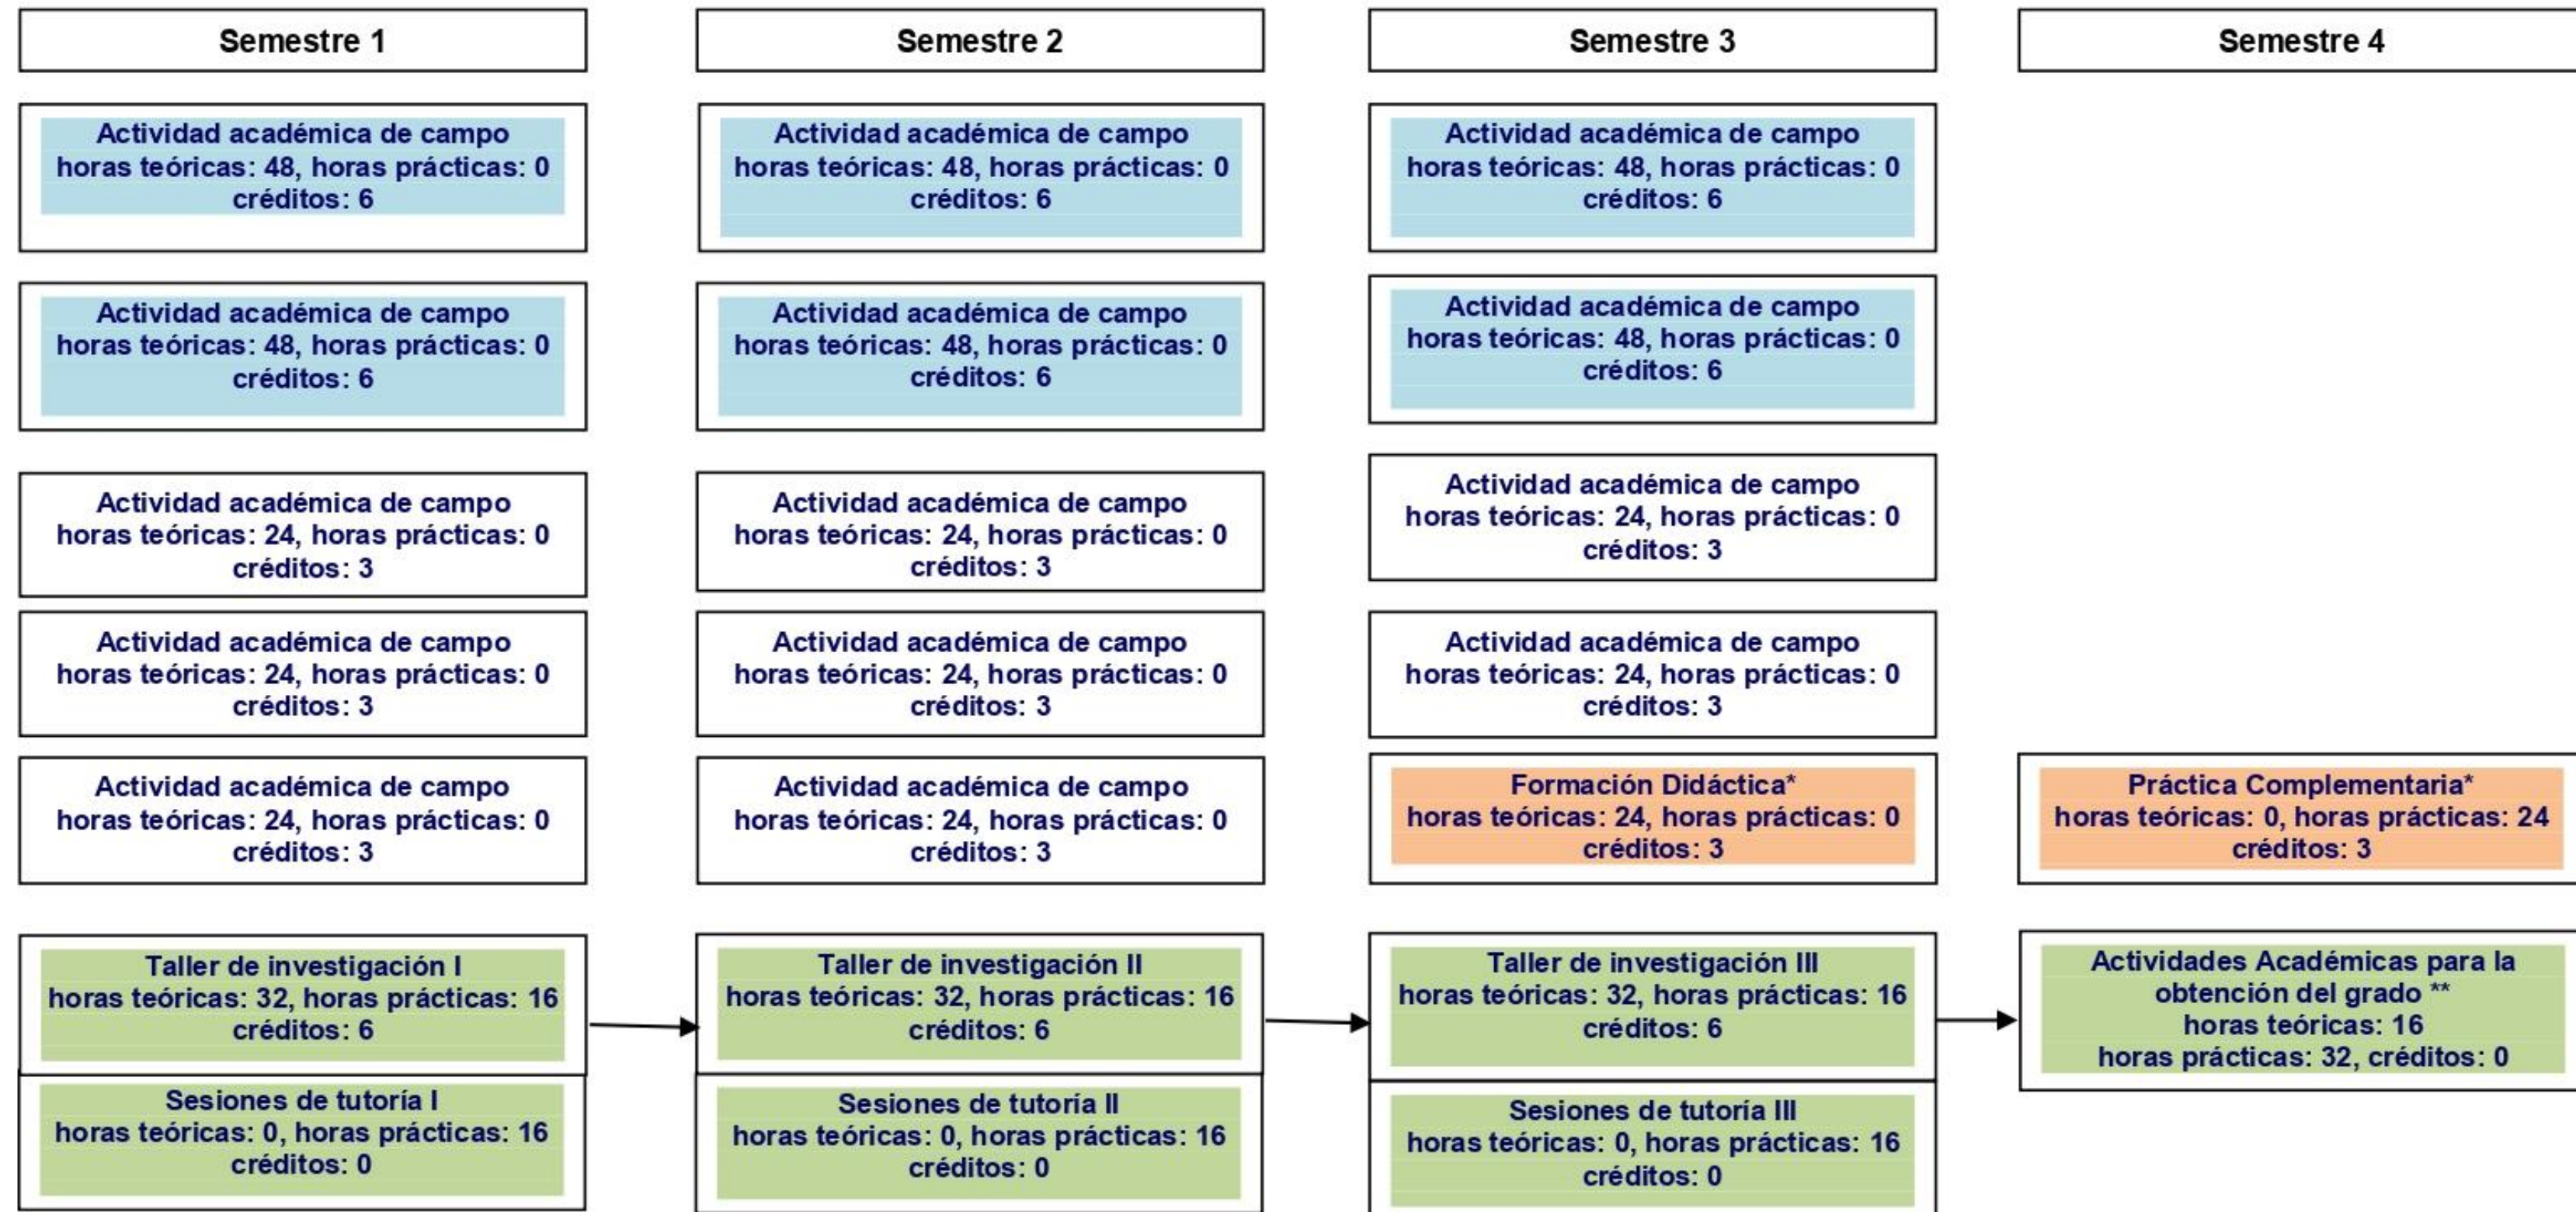 Semestre 1
Semestre 2
Semestre 3
Semestre 4
Actividad académica de campo
horas teóricas: 48, horas prácticas: 0
créditos: 6
Actividad académica de campo
horas teóricas: 48, horas prácticas: 0
créditos: 6
Actividad académica de campo
horas teóricas: 48, horas prácticas: 0
créditos: 6
Actividad académica de campo
horas teóricas: 48, horas prácticas: 0
créditos: 6
Actividad académica de campo
horas teóricas: 48, horas prácticas: 0
créditos: 6
Actividad académica de campo
horas teóricas: 48, horas prácticas: 0
créditos: 6
Actividad académica de campo
horas teóricas: 24, horas prácticas: 0
créditos: 3
Actividad académica de campo
horas teóricas: 24, horas prácticas: 0
créditos: 3
Actividad académica de campo
horas teóricas: 24, horas prácticas: 0
créditos: 3
Actividad académica de campo
horas teóricas: 24, horas prácticas: 0
créditos: 3
Actividad académica de campo
horas teóricas: 24, horas prácticas: 0
créditos: 3
Actividad académica de campo
horas teóricas: 24, horas prácticas: 0
créditos: 3
Actividad académica de campo
horas teóricas: 24, horas prácticas: 0
créditos: 3
Actividad académica de campo
horas teóricas: 24, horas prácticas: 0
créditos: 3
Formación Didáctica*
horas teóricas: 24, horas prácticas: 0
créditos: 3
Práctica Complementaria*
horas teóricas: 0, horas prácticas: 24
créditos: 3
Taller de investigación I
horas teóricas: 32, horas prácticas: 16
créditos: 6
Taller de investigación II
horas teóricas: 32, horas prácticas: 16
créditos: 6
Taller de investigación III
horas teóricas: 32, horas prácticas: 16
créditos: 6
Actividades Académicas para la
obtención del grado **
horas teóricas: 16
horas prácticas: 32, créditos: 0
Sesiones de tutoría I
horas teóricas: 0, horas prácticas: 16
créditos: 0
Sesiones de tutoría II
horas teóricas: 0, horas prácticas: 16
créditos: 0
Sesiones de tutoría III
horas teóricas: 0, horas prácticas: 16
créditos: 0